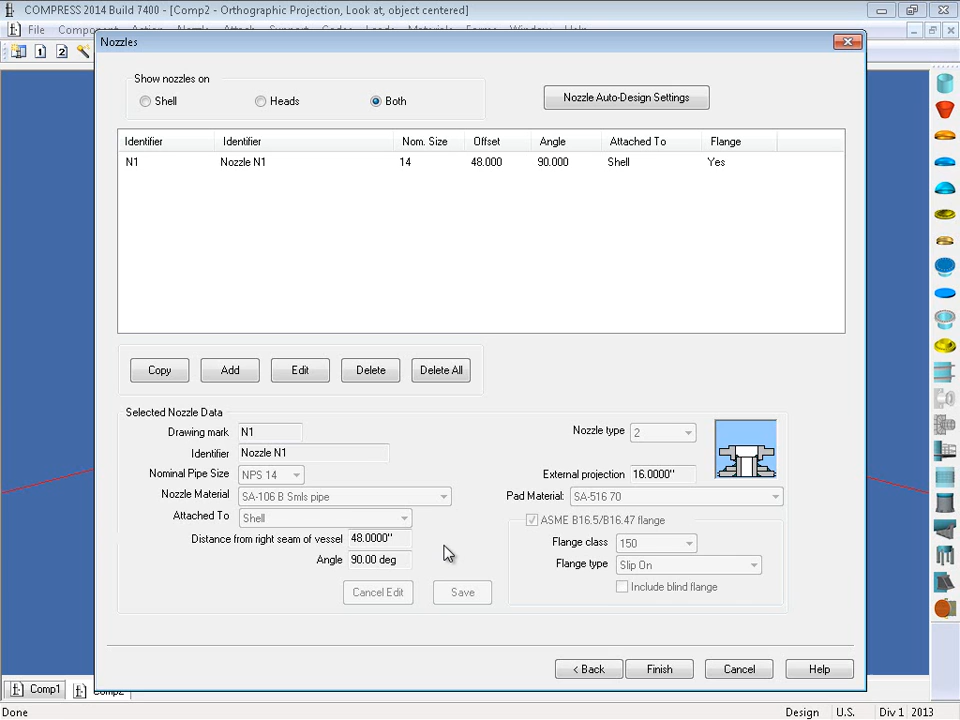 COMPRESS 2014 Build 7400 - [Comp2 - Orthographic Projection, Look at, object centered]
File
Nozzles
1 2
Show nozzles on
Shell Heads Both
Nozzle Auto-Design Settings
Identifier Identifier Nom. Size Offset Angle Attached To Flange
N1 Nozzle N1 14 48.000 90.000 Shell Yes
Copy Add Edit Delete Delete All
Selected Nozzle Data
Drawing mark N1
Identifier Nozzle N1
Nominal Pipe Size NPS 14
Nozzle Material SA-106 B Smls pipe
Attached To Shell
Distance from right seam of vessel 48.0000"
Angle 90.00 deg
Cancel Edit Save
Nozzle type 2
External projection 16.0000"
Pad Material: SA-516 70
ASME B16.5/B16.47 flange
Flange class 150
Flange type Slip On
Include blind flange
< Back Finish Cancel Help
Comp1 Comp2
Done Design U.S. Div 1 2013